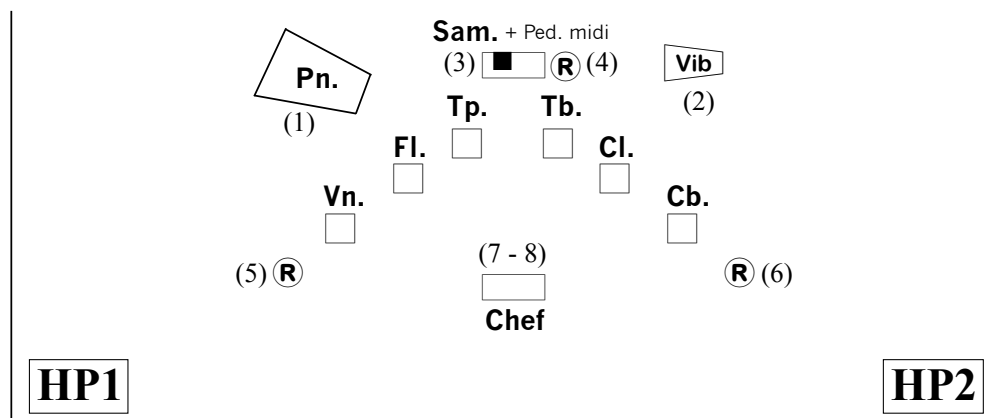 Sam. + Ped. midi
(3) R (4)
Pn.
(1)
Vib
(2)
Tp. Tb.
Fl. Cl.
Vn. Cb.
(5) R
(7 - 8)
R (6)
Chef
HP1 HP2